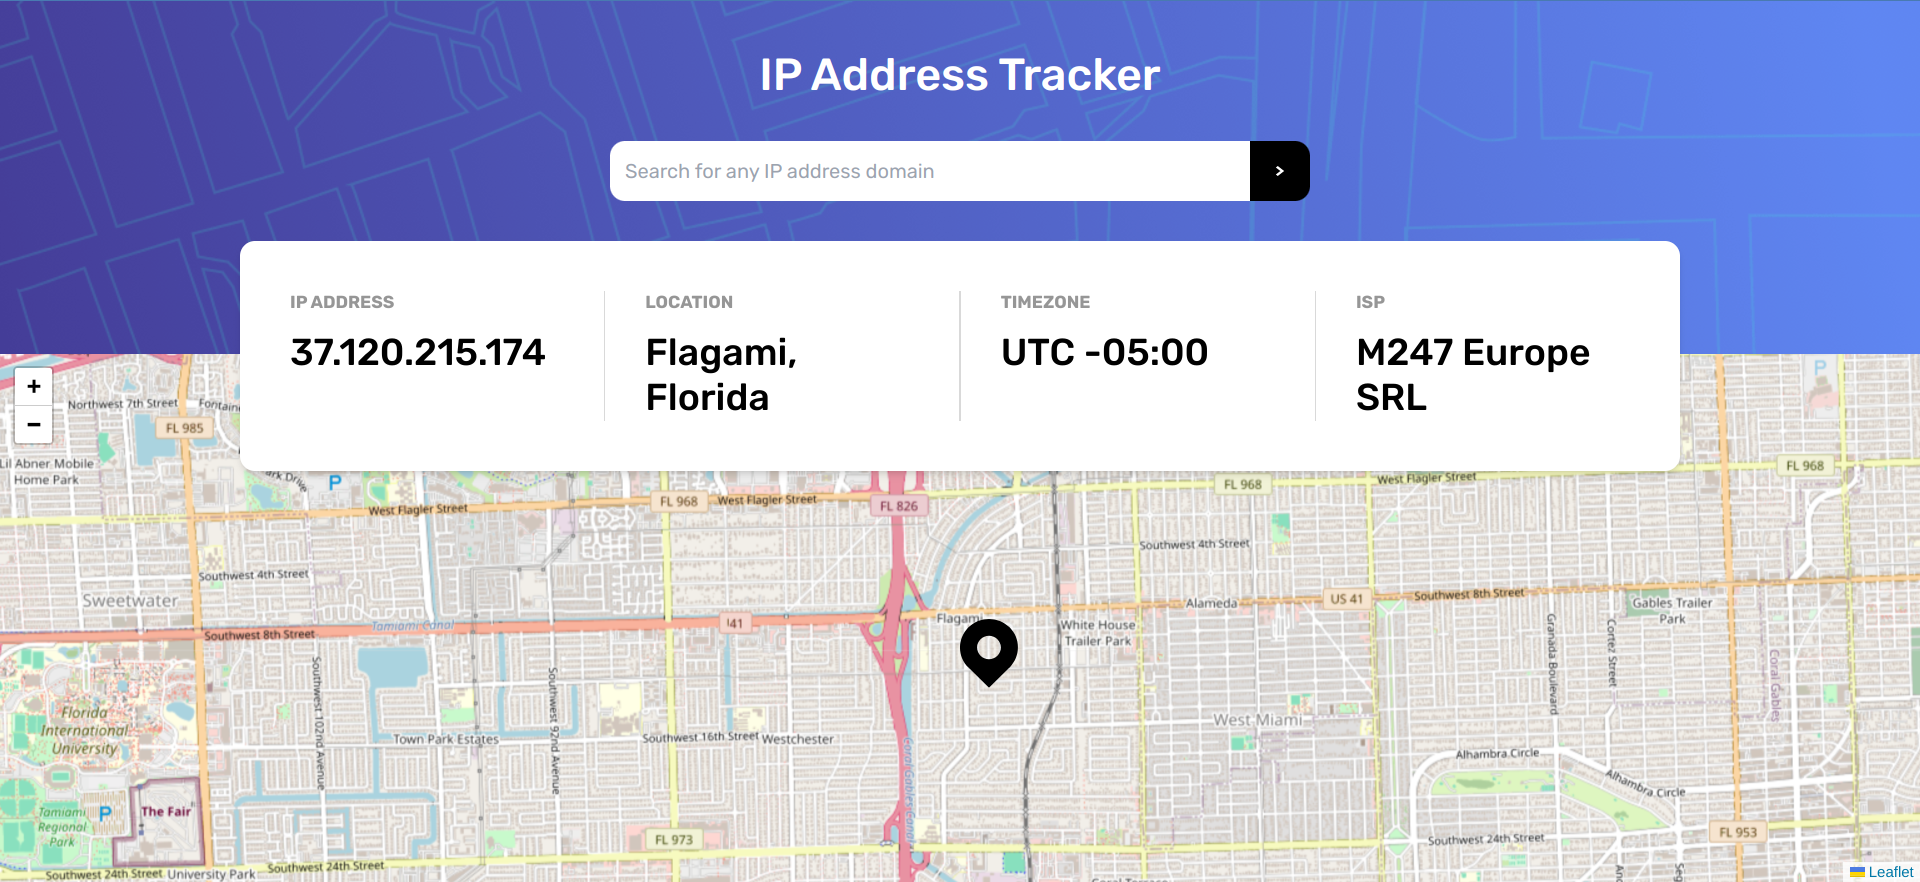 IP Address Tracker
Search for any IP address domain
>
IP ADDRESS
37.120.215.174
LOCATION
Flagami,
Florida
TIMEZONE
UTC -05:00
ISP
M247 Europe
SRL
+
−
Northwest 7th Street
FL 985
Lil Abner Mobile
Home Park
P
P
FL 968
West Flagler Street
FL 968
West Flagler Street
FL 826
FL 968
West Flagler Street
FL 968
Southwest 4th Street
Southwest 4th Street
Sweetwater
Tamiami Canal
Southwest 8th Street
Flagami
White House
Trailer Park
Alameda
US 41
Southwest 8th Street
Gables Trailer
Park
Granada Boulevard
Cortez Street
Coral Gables
Southwest 102nd Avenue
Southwest 92nd Avenue
Florida
International
University
Town Park Estates
Southwest 16th Street
Westchester
West Miami
Alhambra Circle
Alhambra Circle
Tamiami
Regional
Park
P
The Fair
FL 973
FL 953
Southwest 24th Street
Southwest 24th Street
Southwest 24th Street
University Park
Leaflet